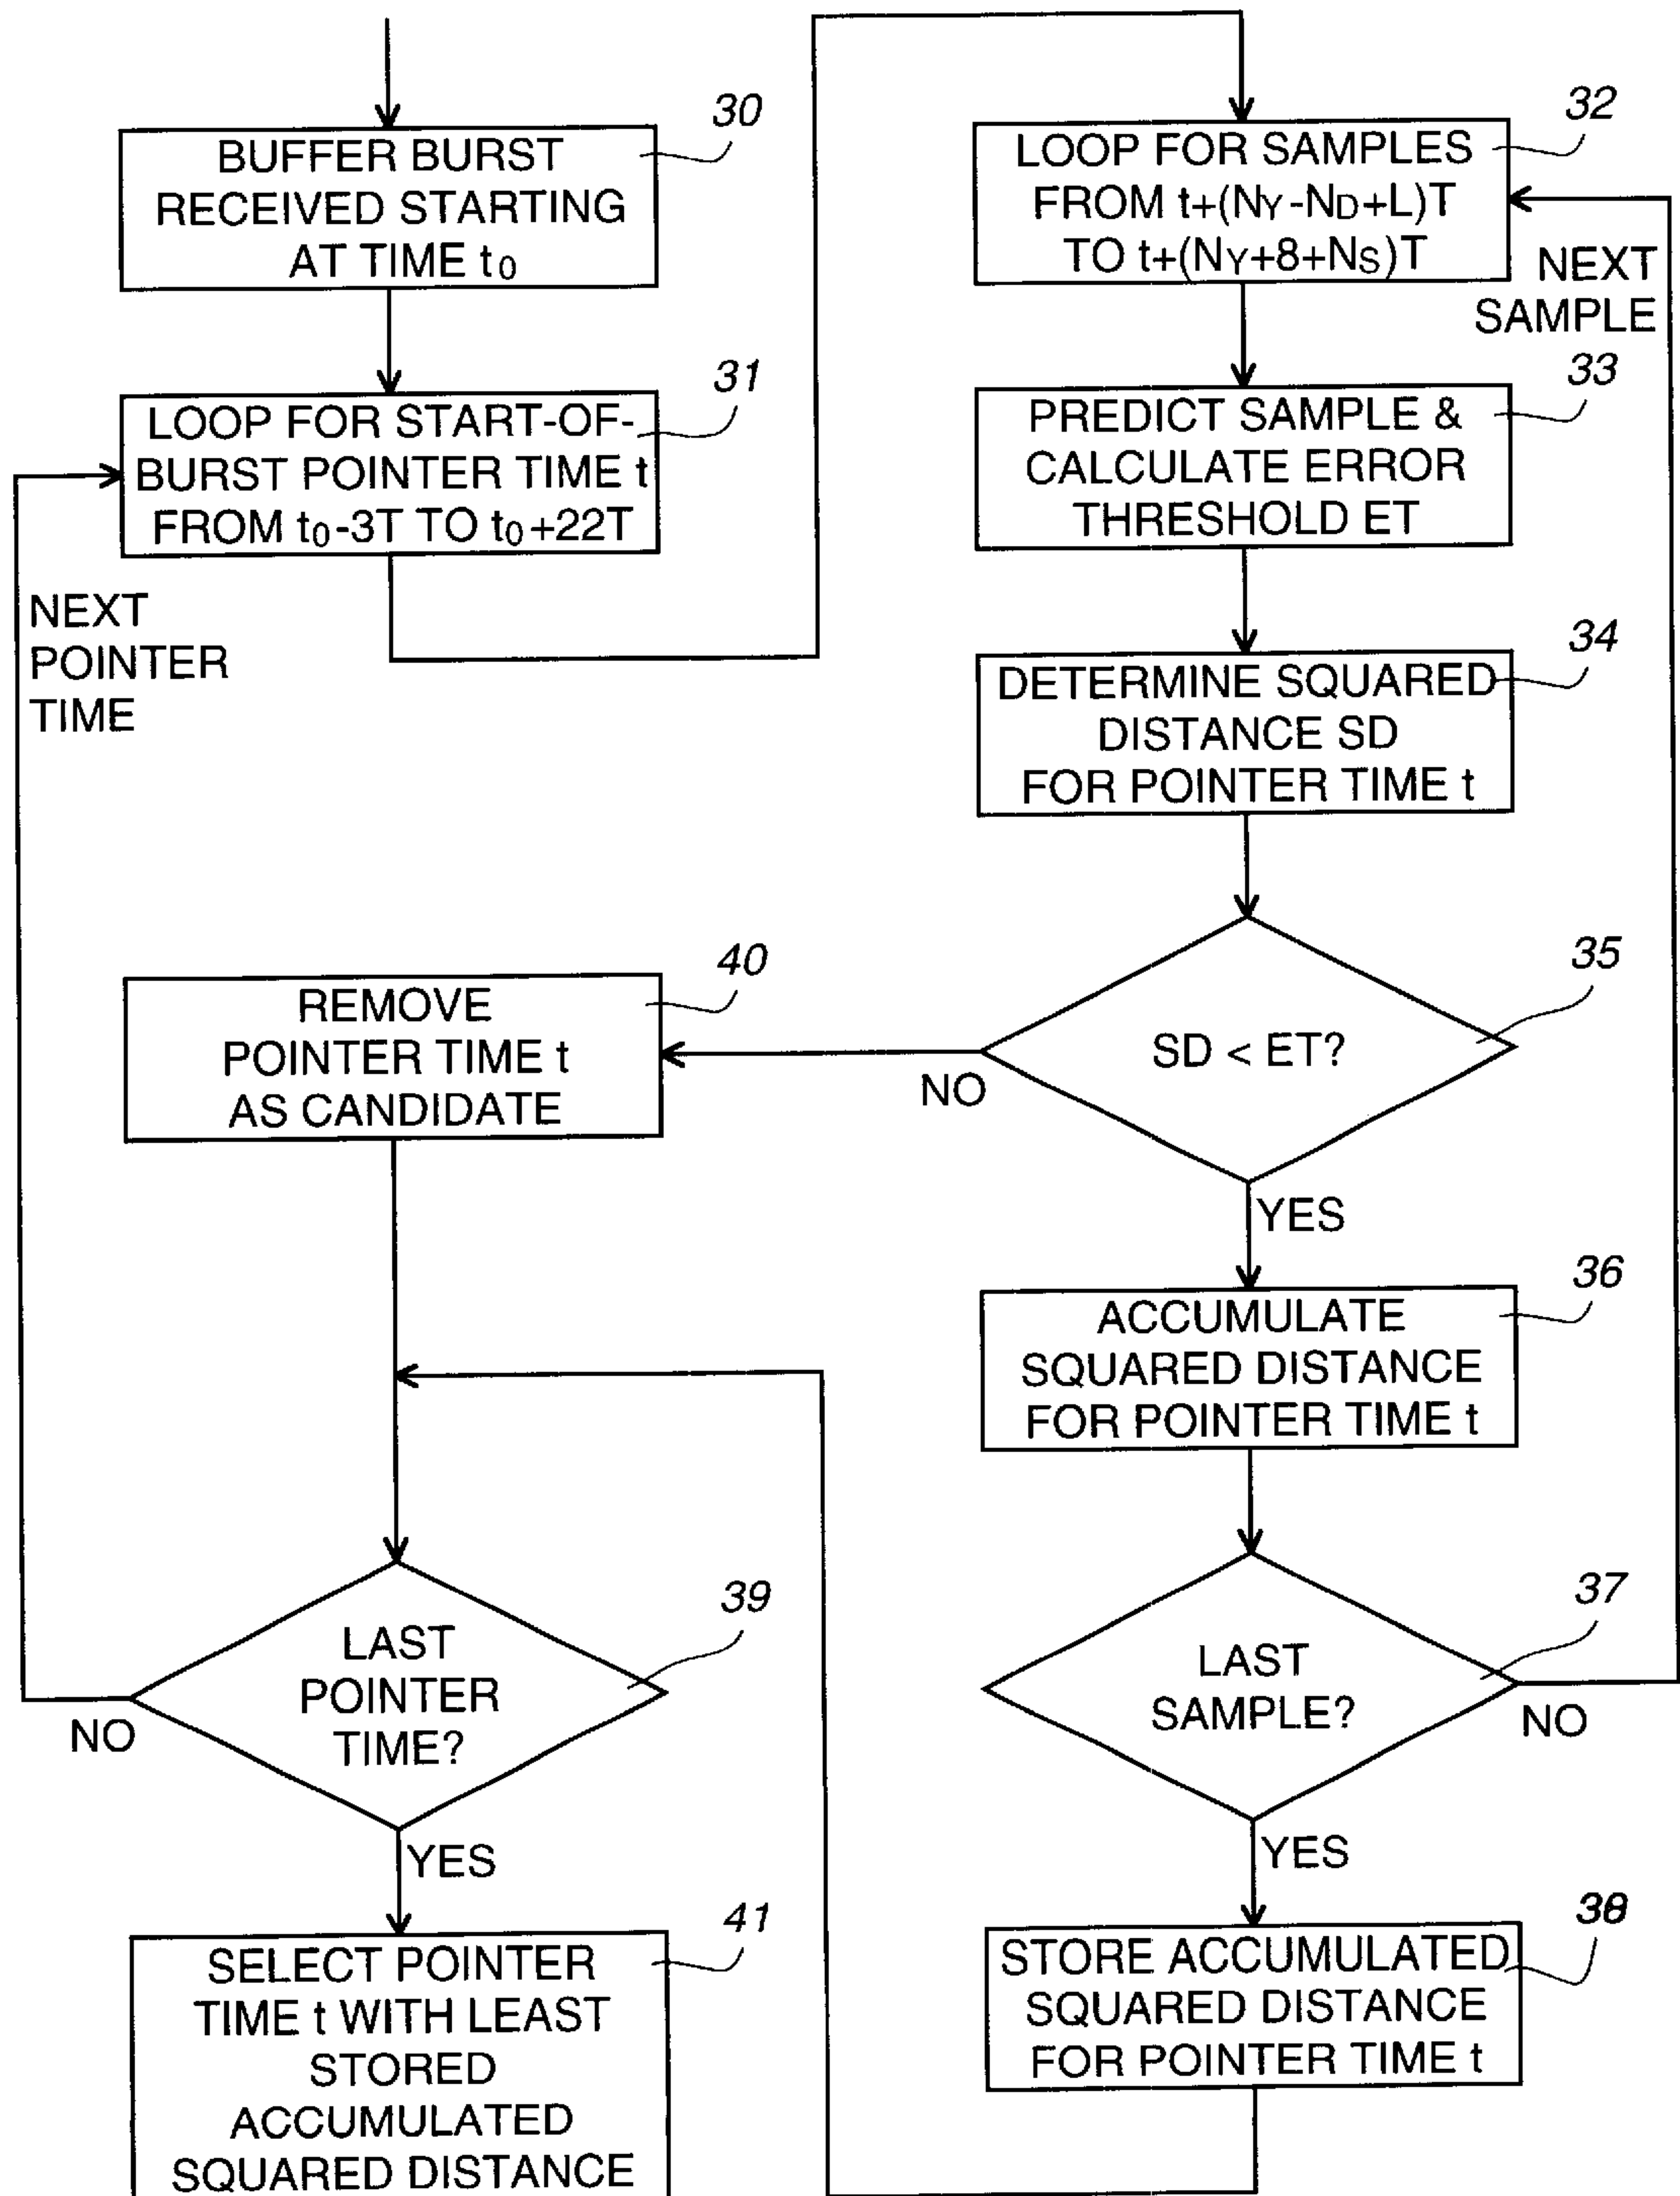 30
BUFFER BURST
RECEIVED STARTING
AT TIME t₀
31
LOOP FOR START-OF-
BURST POINTER TIME t
FROM t₀-3T TO t₀+22T
NEXT
POINTER
TIME
32
LOOP FOR SAMPLES
FROM t+(NY-ND+L)T
TO t+(NY+8+NS)T
NEXT
SAMPLE
33
PREDICT SAMPLE &
CALCULATE ERROR
THRESHOLD ET
34
DETERMINE SQUARED
DISTANCE SD
FOR POINTER TIME t
35
SD < ET?
NO
YES
40
REMOVE
POINTER TIME t
AS CANDIDATE
36
ACCUMULATE
SQUARED DISTANCE
FOR POINTER TIME t
37
LAST
SAMPLE?
NO
YES
38
STORE ACCUMULATED
SQUARED DISTANCE
FOR POINTER TIME t
39
LAST
POINTER
TIME?
NO
YES
41
SELECT POINTER
TIME t WITH LEAST
STORED
ACCUMULATED
SQUARED DISTANCE